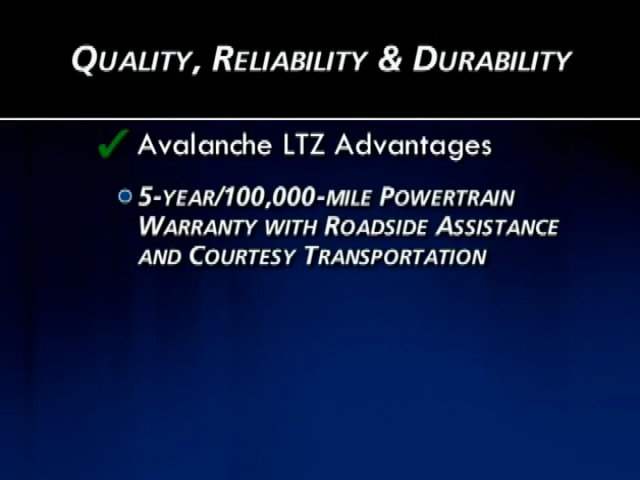 QUALITY, RELIABILITY & DURABILITY
Avalanche LTZ Advantages
5-YEAR/100,000-MILE POWERTRAIN
WARRANTY WITH ROADSIDE ASSISTANCE
AND COURTESY TRANSPORTATION